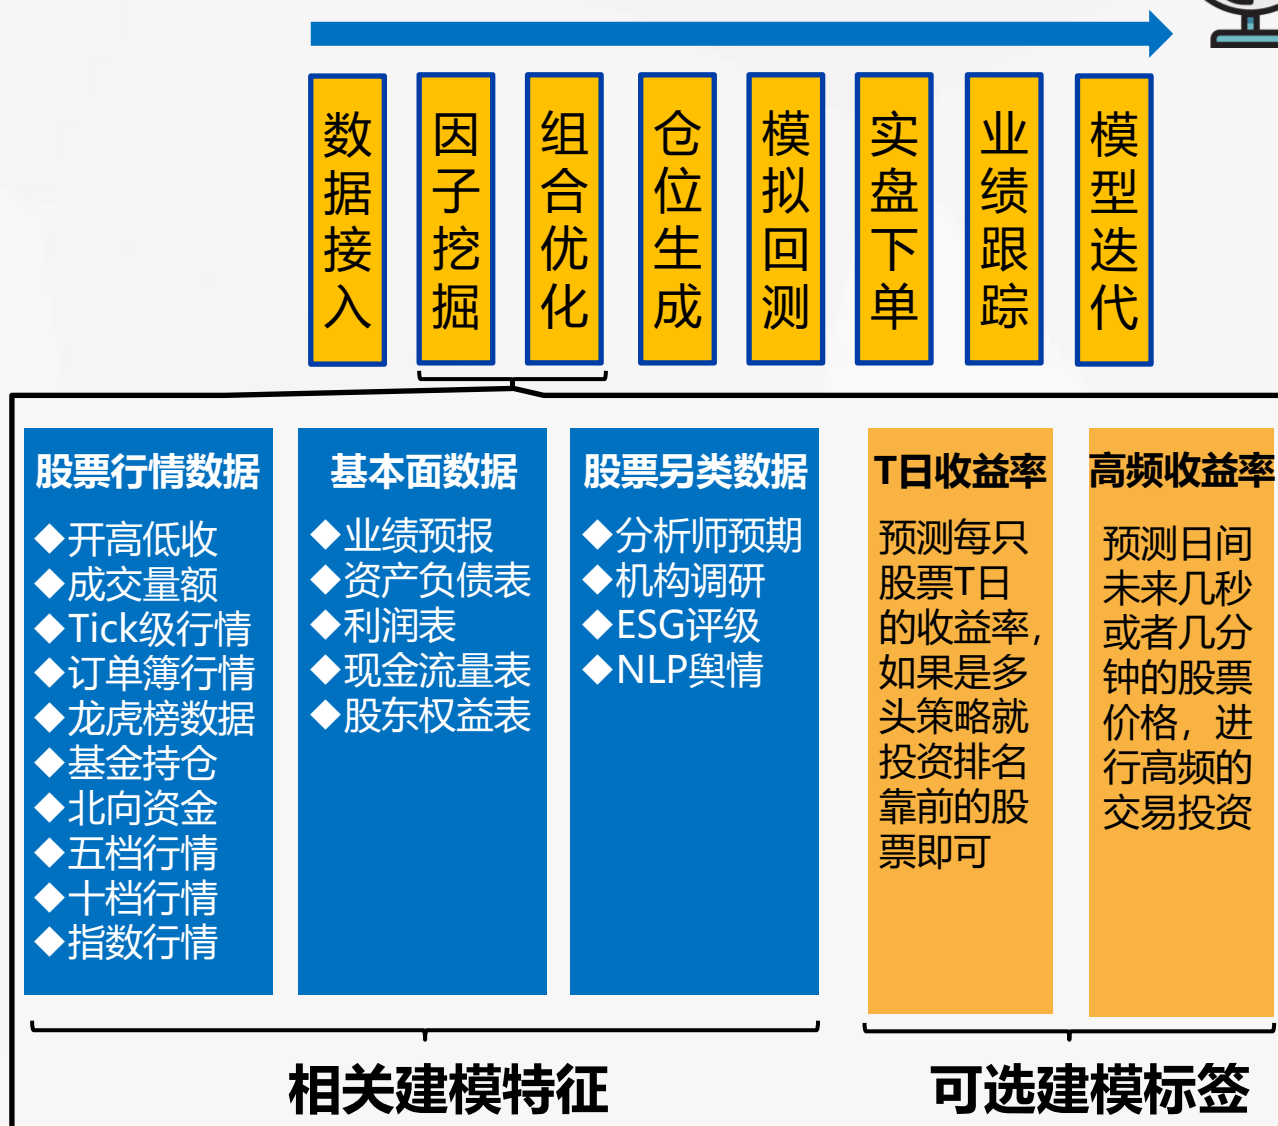 数据接入
因子挖掘
组合优化
仓位生成
模拟回测
实盘下单
业绩跟踪
模型迭代
股票行情数据
◆开高低收
◆成交量额
◆Tick级行情
◆订单簿行情
◆龙虎榜数据
◆基金持仓
◆北向资金
◆五档行情
◆十档行情
◆指数行情
基本面数据
◆业绩预报
◆资产负债表
◆利润表
◆现金流量表
◆股东权益表
股票另类数据
◆分析师预期
◆机构调研
◆ESG评级
◆NLP舆情
T日收益率
预测每只
股票T日
的收益率，
如果是多
头策略就
投资排名
靠前的股
票即可
高频收益率
预测日间
未来几秒
或者几分
钟的股票
价格，进
行高频的
交易投资
相关建模特征
可选建模标签